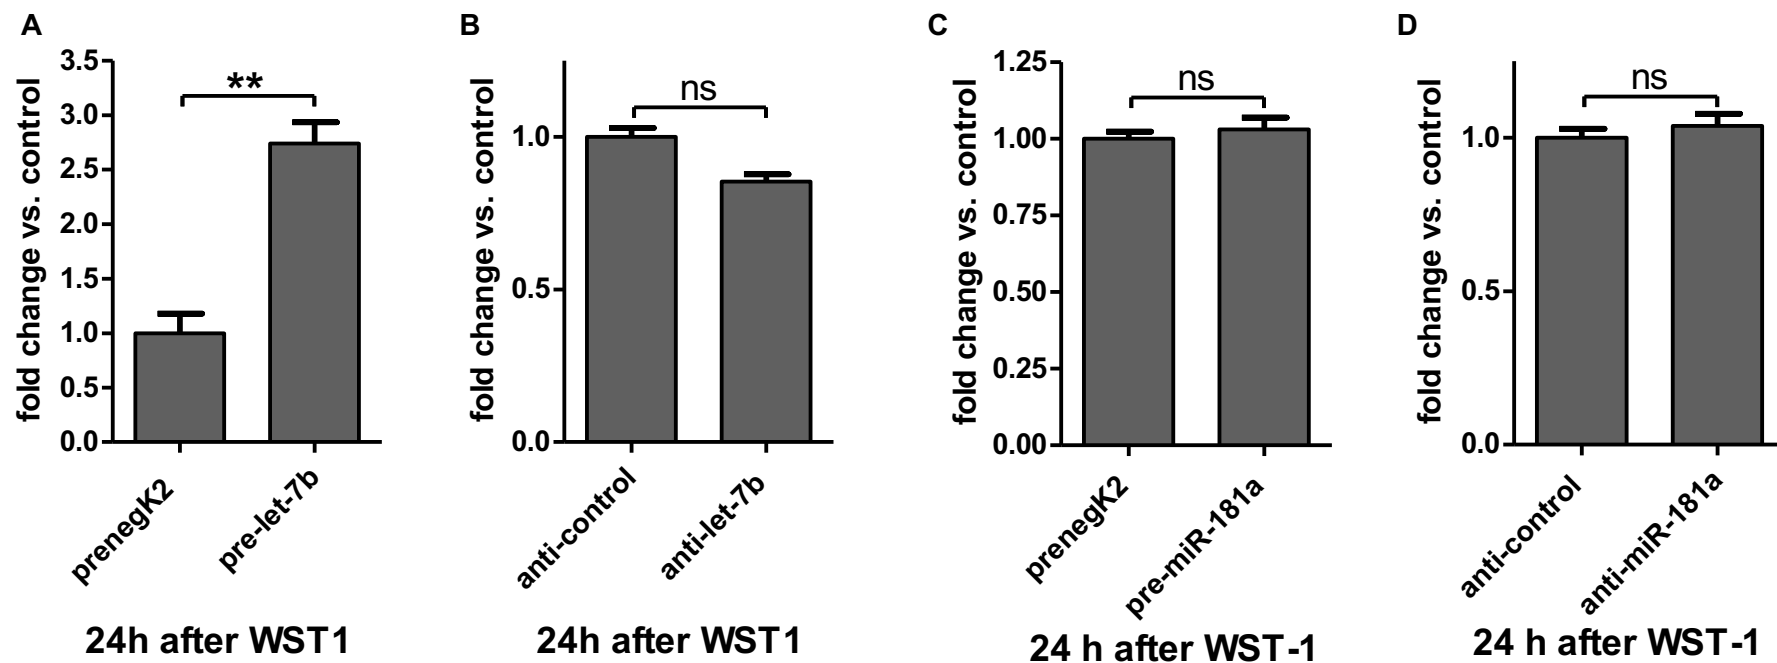 A
fold change vs. control
3.5
3.0
2.5
2.0
1.5
1.0
0.5
0.0
**
prenegK2
pre-let-7b
24h after WST1
B
fold change vs. control
1.0
0.5
0.0
ns
anti-control
anti-let-7b
24h after WST1
C
fold change vs. control
1.25
1.00
0.75
0.50
0.25
0.00
ns
prenegK2
pre-miR-181a
24 h after WST-1
D
fold change vs. control
1.0
0.5
0.0
ns
anti-control
anti-miR-181a
24 h after WST-1